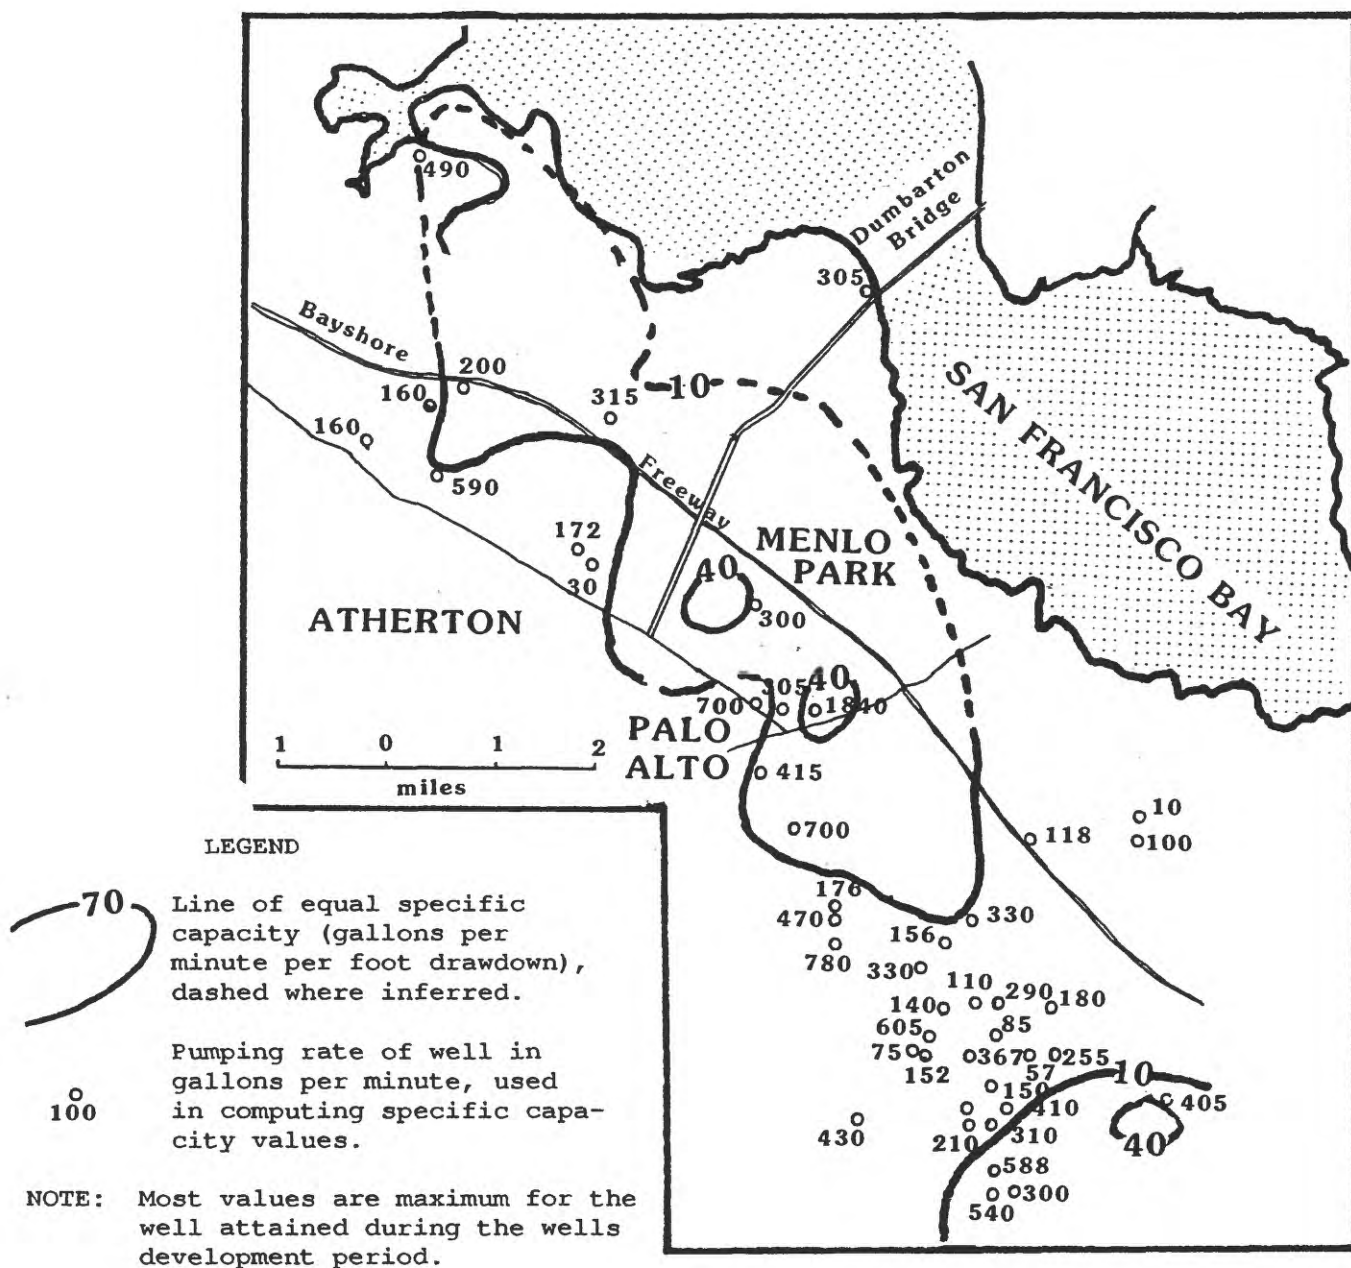 490
Dumbarton
Bridge
305
Bayshore
200
160
315
10
160
590
SAN FRANCISCO BAY
Freeway
172
30
MENLO
PARK
40
300
ATHERTON
40
305
700
1840
PALO
ALTO
415
1 0 1 2
miles
700
10
118
100
176
470
330
156
780
330
110
290
180
140
605
85
75
367
255
152
57
10
150
405
410
430
210
310
40
588
300
540
LEGEND
70
Line of equal specific
capacity (gallons per
minute per foot drawdown),
dashed where inferred.
100
Pumping rate of well in
gallons per minute, used
in computing specific capa-
city values.
NOTE: Most values are maximum for the
well attained during the wells
development period.